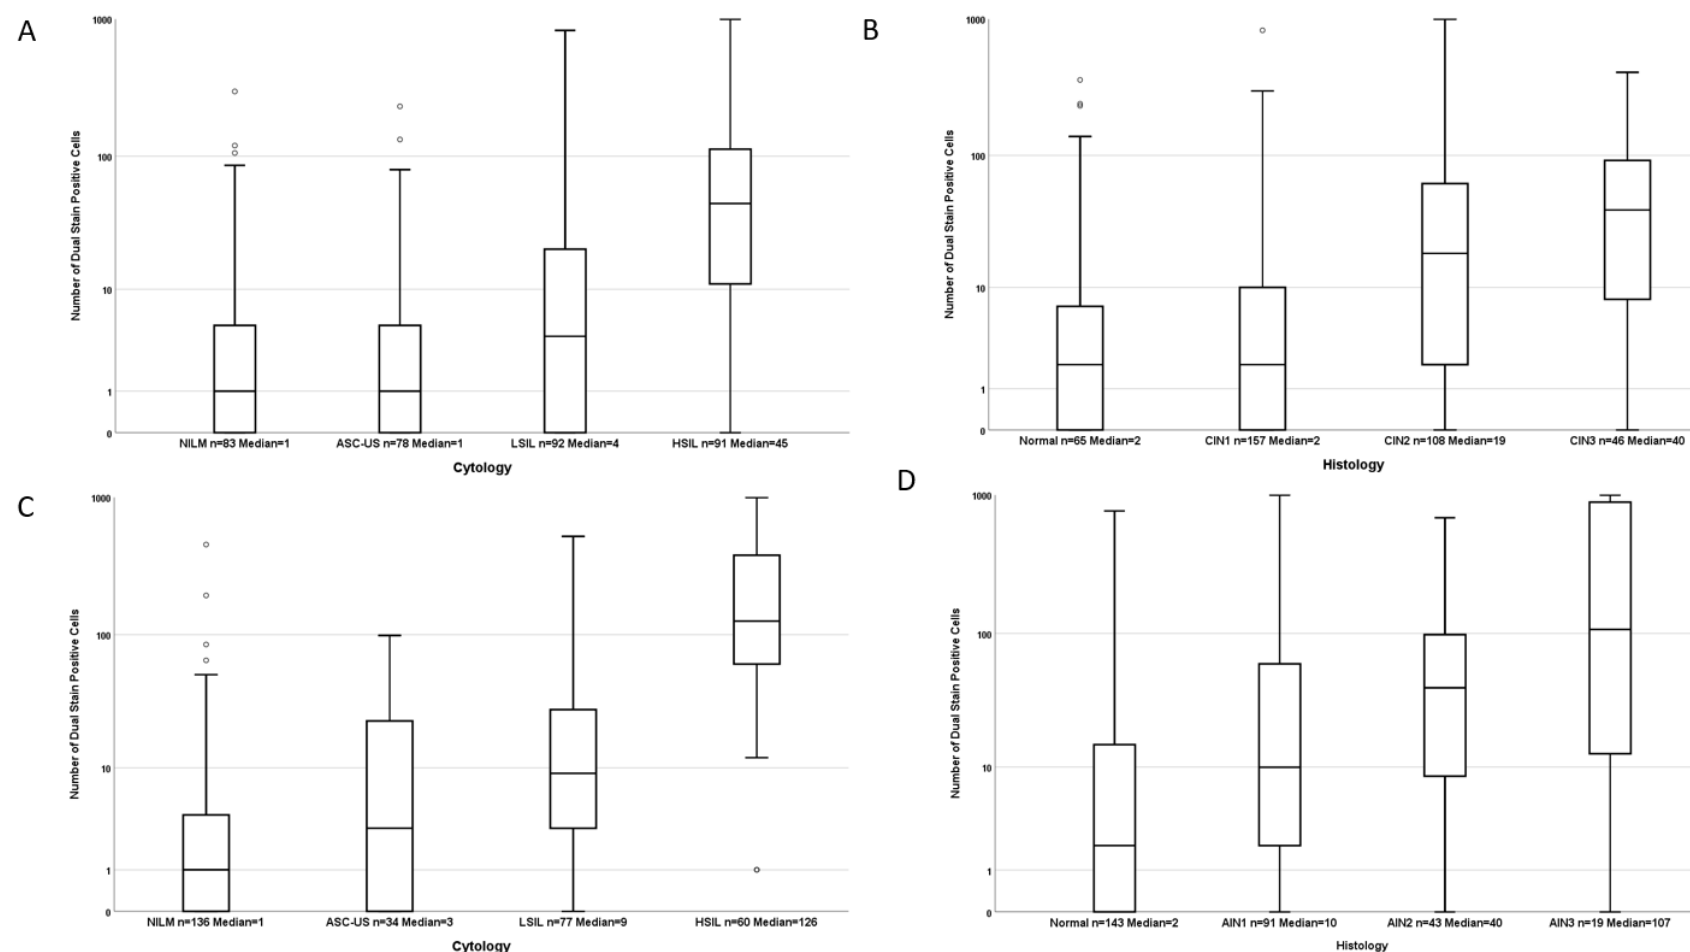 A
Number of Dual Stain Positive Cells
1000
100
10
1
0
NILM n=83 Median=1
ASC-US n=78 Median=1
LSIL n=92 Median=4
HSIL n=91 Median=45
Cytology
B
Number of Dual Stain Positive Cells
1000
100
10
1
0
Normal n=65 Median=2
CIN1 n=157 Median=2
CIN2 n=108 Median=19
CIN3 n=46 Median=40
Histology
C
Number of Dual Stain Positive Cells
1000
100
10
1
0
NILM n=136 Median=1
ASC-US n=34 Median=3
LSIL n=77 Median=9
HSIL n=60 Median=126
Cytology
D
Number of Dual Stain Positive Cells
1000
100
10
1
0
Normal n=143 Median=2
AIN1 n=91 Median=10
AIN2 n=43 Median=40
AIN3 n=19 Median=107
Histology